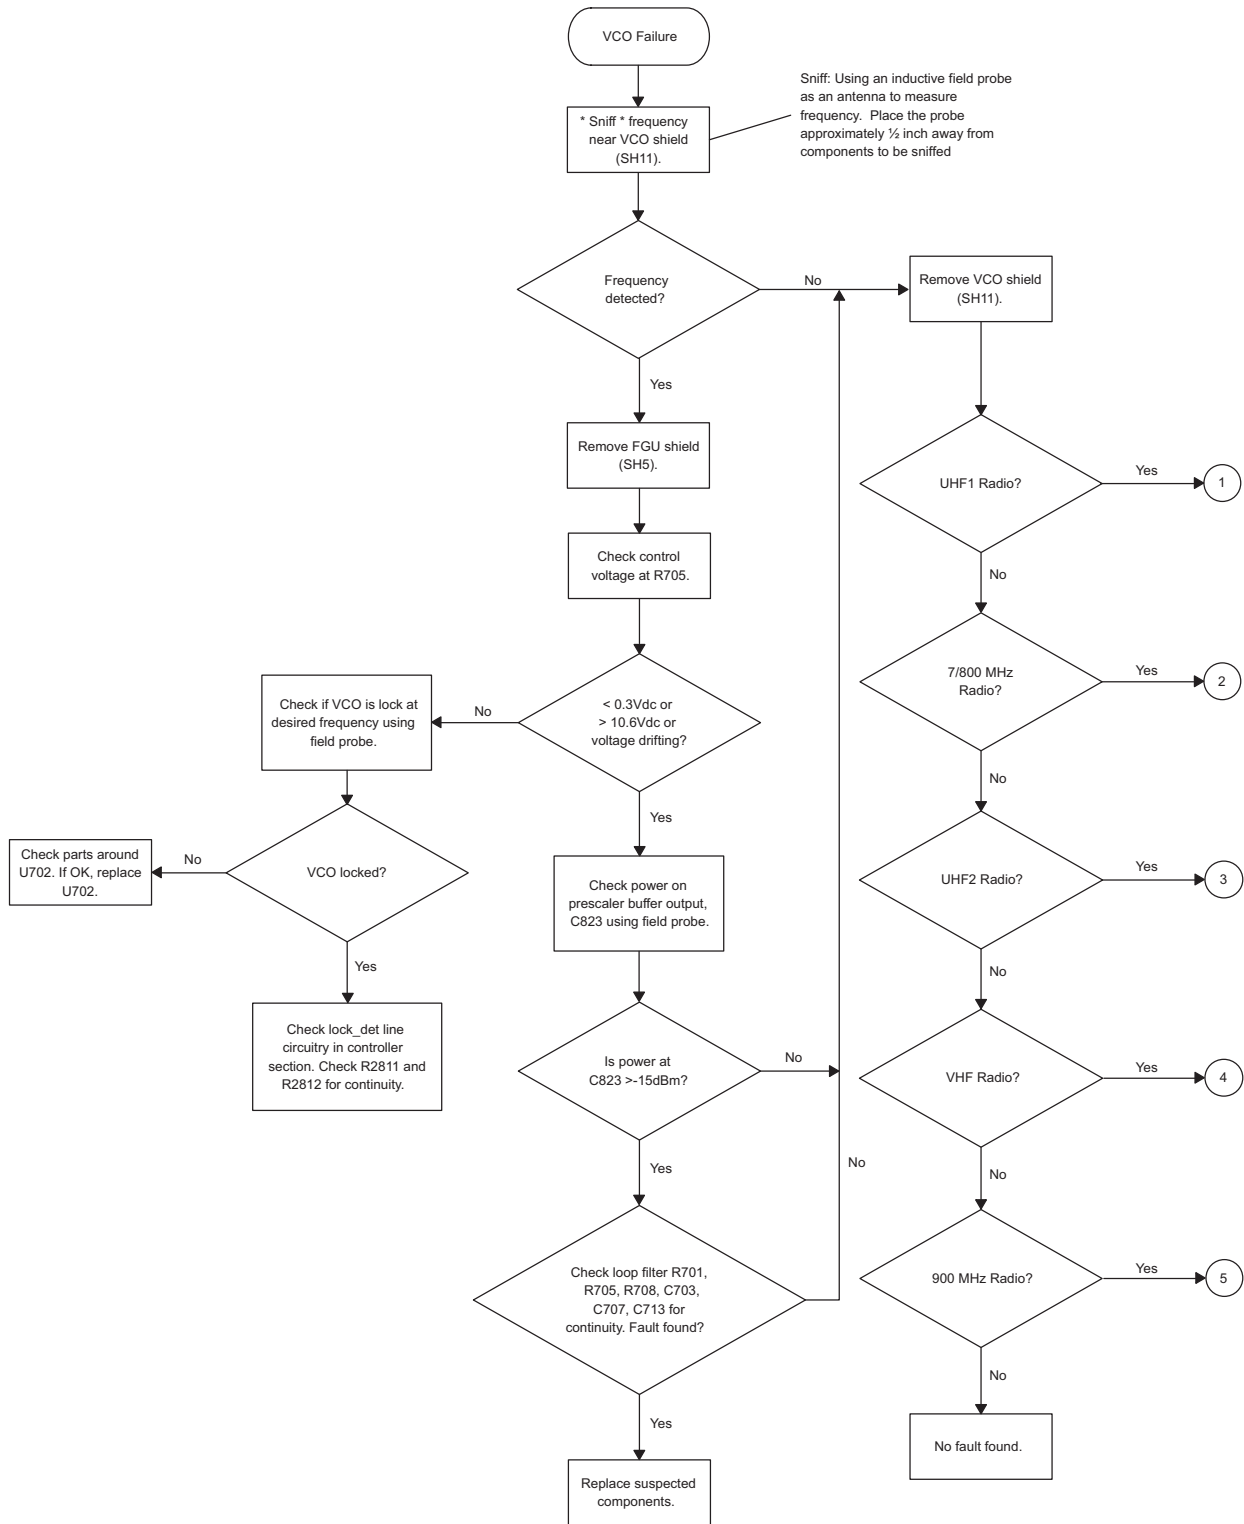 VCO Failure
Sniff: Using an inductive field probe
as an antenna to measure
frequency. Place the probe
approximately ½ inch away from
components to be sniffed
* Sniff * frequency
near VCO shield
(SH11).
Frequency
detected?
No
Remove VCO shield
(SH11).
Yes
Remove FGU shield
(SH5).
UHF1 Radio?
Yes
1
No
Check control
voltage at R705.
7/800 MHz
Radio?
Yes
2
No
< 0.3Vdc or
> 10.6Vdc or
voltage drifting?
No
Check if VCO is lock at
desired frequency using
field probe.
Yes
VCO locked?
No
Check parts around
U702. If OK, replace
U702.
Yes
Check lock_det line
circuitry in controller
section. Check R2811 and
R2812 for continuity.
Check power on
prescaler buffer output,
C823 using field probe.
UHF2 Radio?
Yes
3
No
Is power at
C823 >-15dBm?
No
Yes
VHF Radio?
Yes
4
No
No
Check loop filter R701,
R705, R708, C703,
C707, C713 for
continuity. Fault found?
Yes
900 MHz Radio?
Yes
5
No
Replace suspected
components.
No fault found.